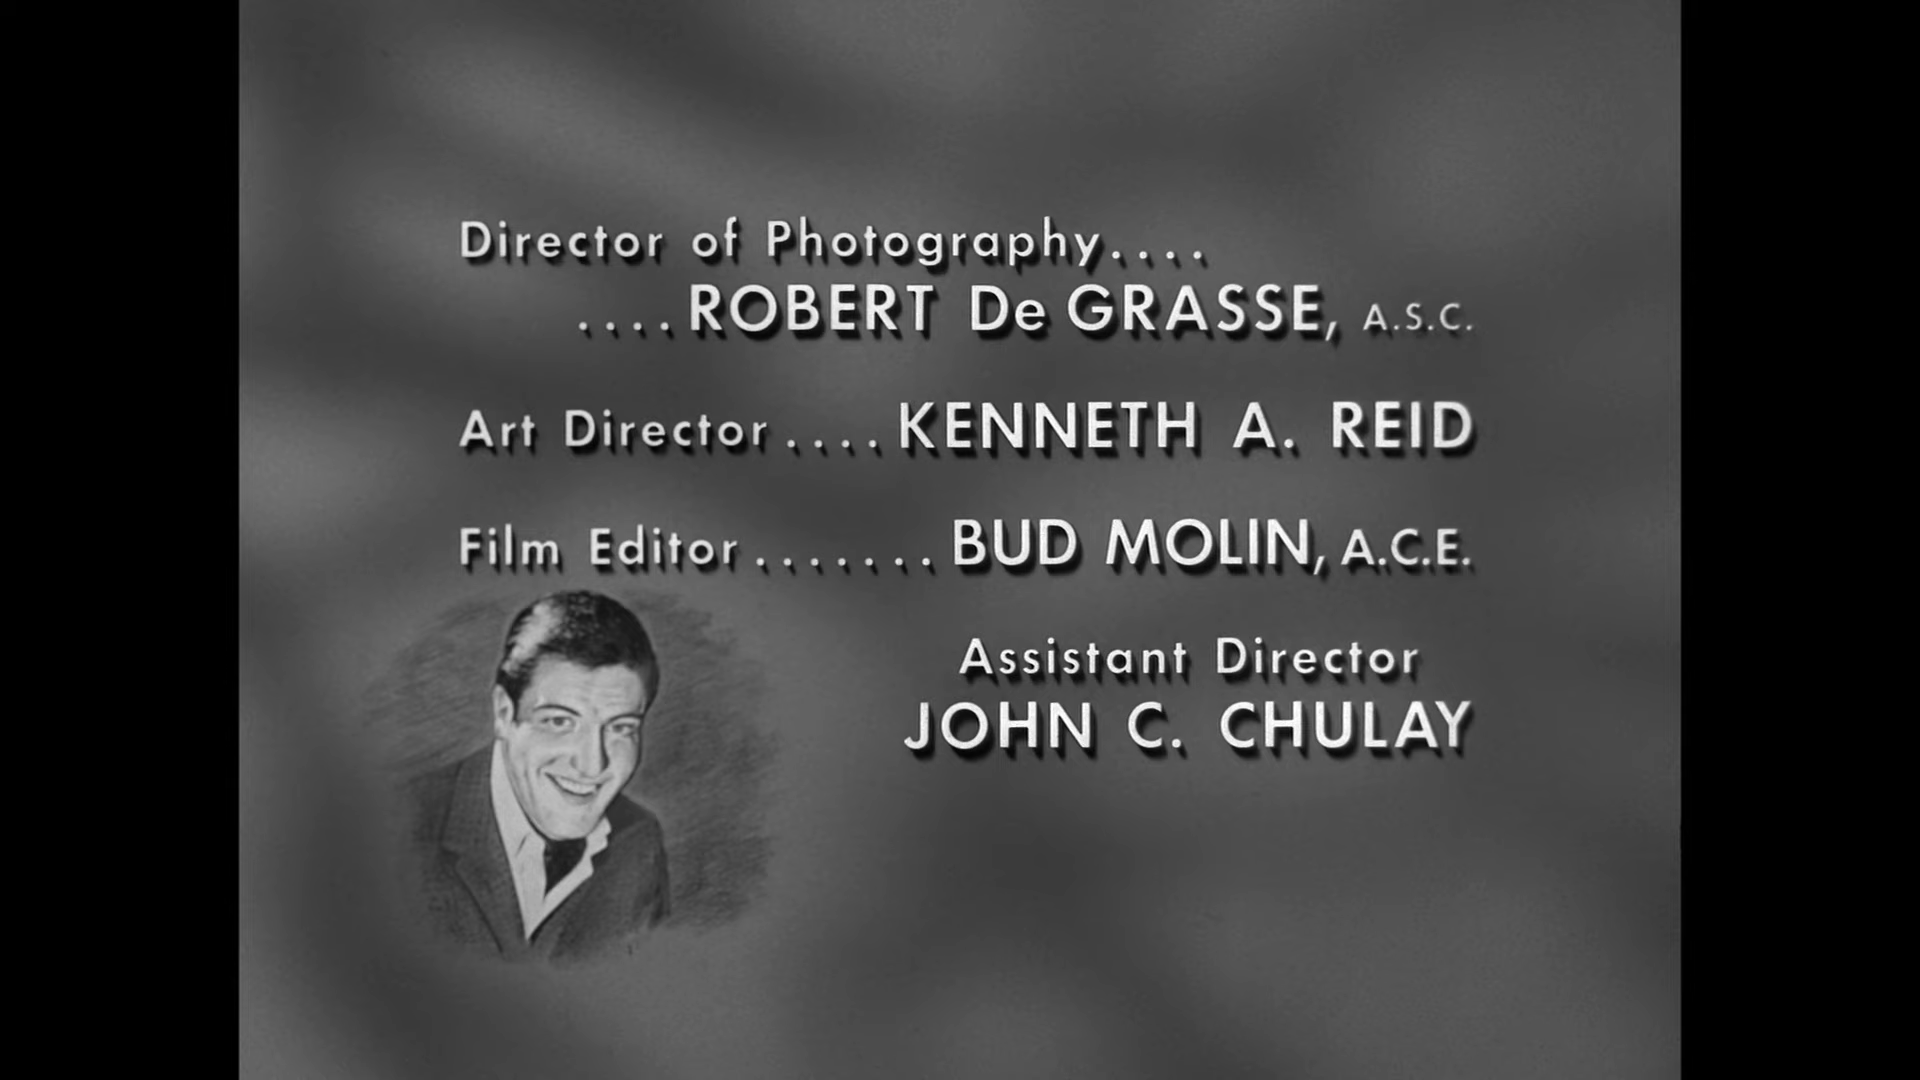 Director of Photography....
....ROBERT De GRASSE, A.S.C.
Art Director....KENNETH A. REID
Film Editor.......BUD MOLIN, A.C.E.
Assistant Director
JOHN C. CHULAY